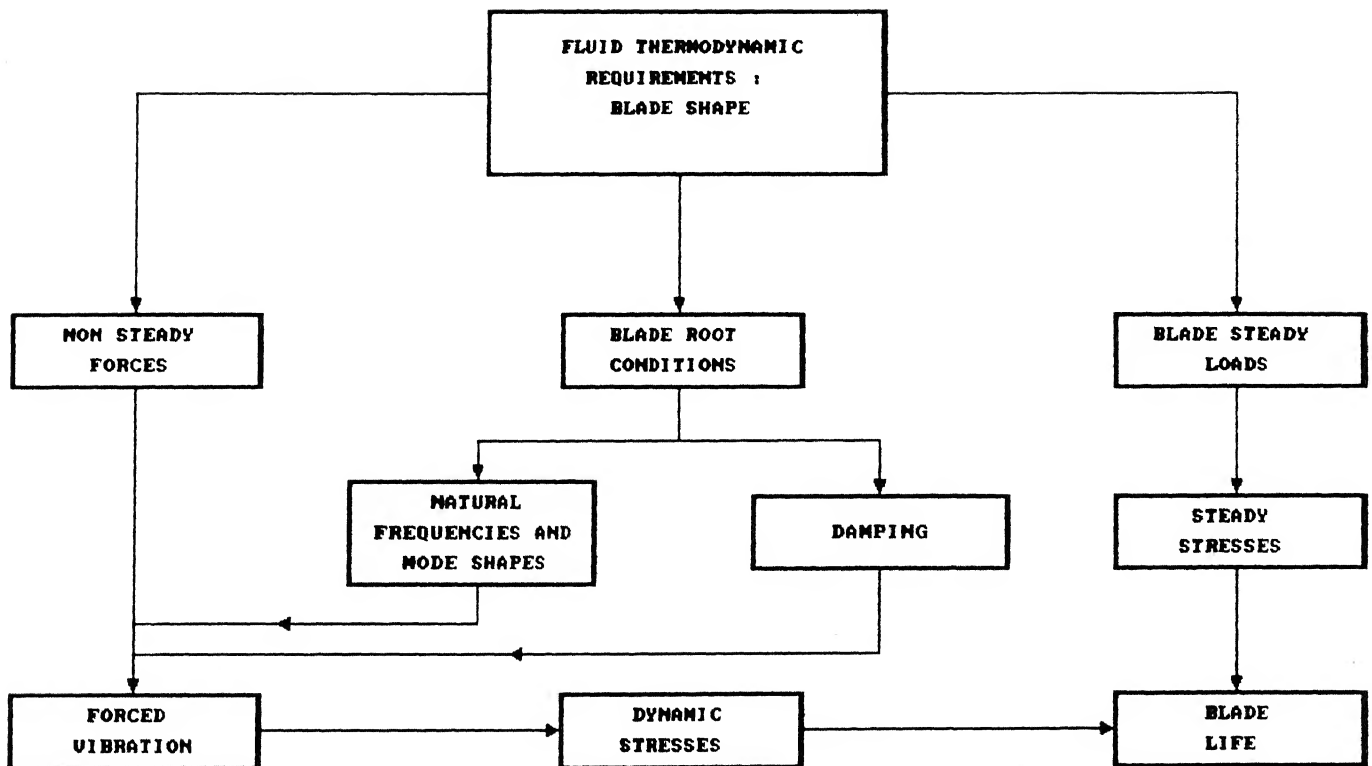 FLUID THERMODYNAMIC
REQUIREMENTS :
BLADE SHAPE
NON STEADY
FORCES
BLADE ROOT
CONDITIONS
BLADE STEADY
LOADS
NATURAL
FREQUENCIES AND
MODE SHAPES
DAMPING
STEADY
STRESSES
FORCED
VIBRATION
DYNAMIC
STRESSES
BLADE
LIFE